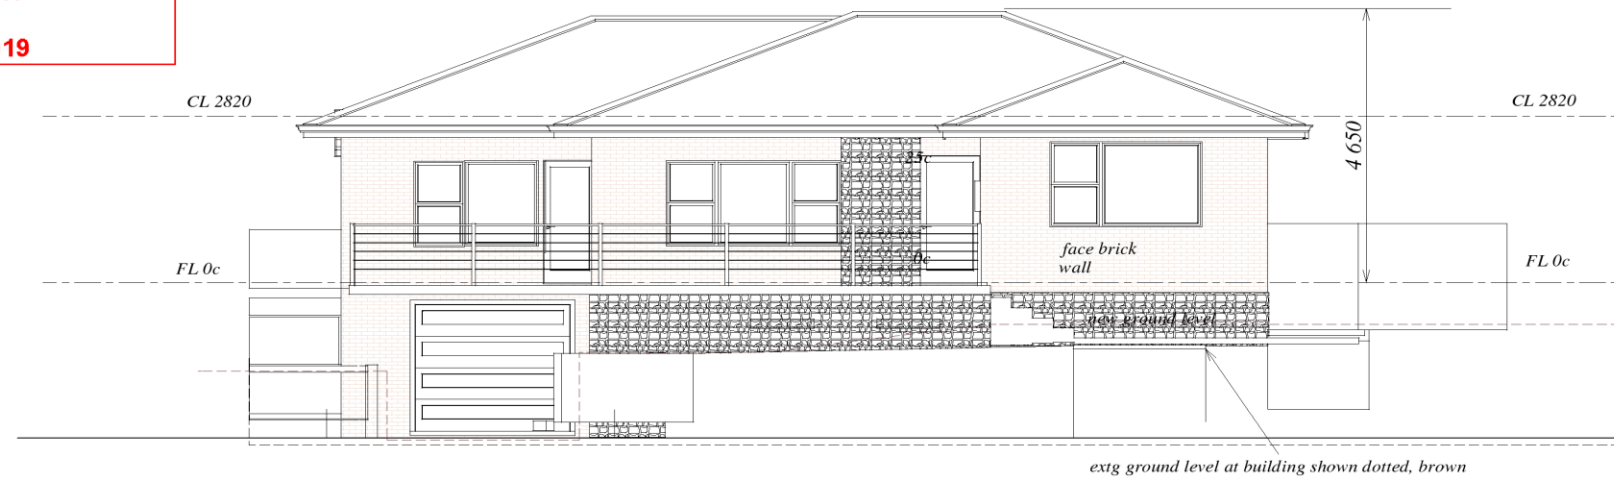 19
CL 2820
CL 2820
4 650
25c
face brick
wall
0c
FL 0c
FL 0c
new ground level
extg ground level at building shown dotted, brown